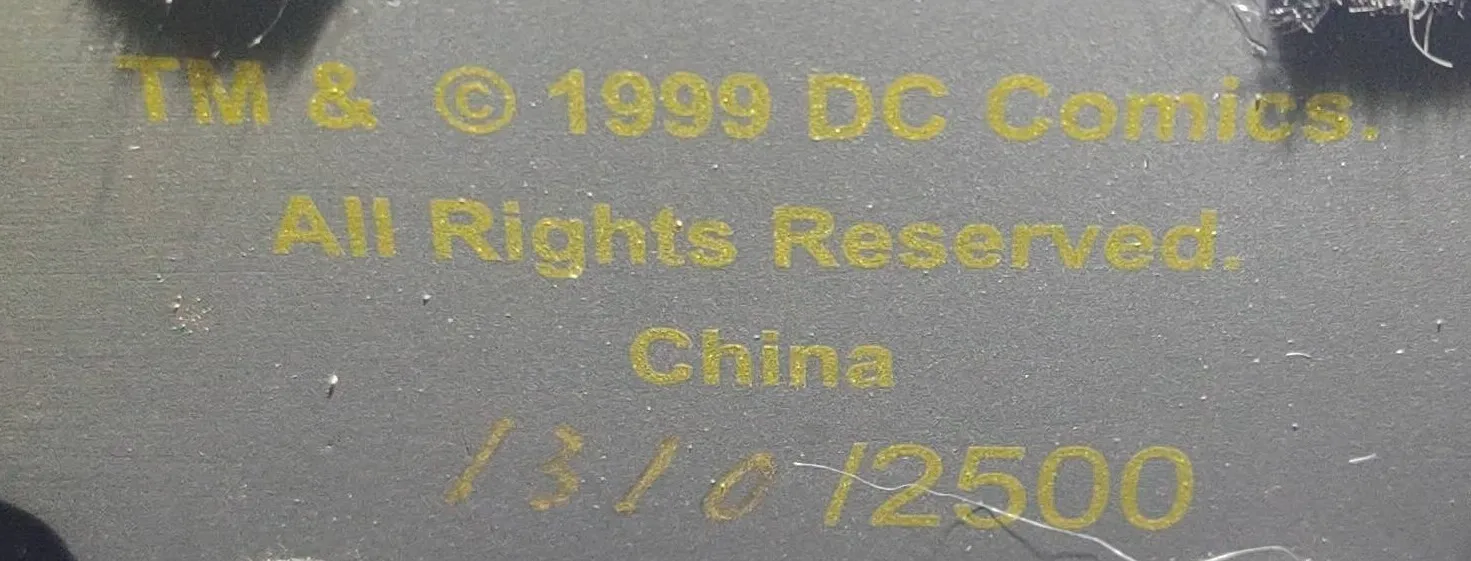 TM & © 1999 DC Comics.
All Rights Reserved.
China
1310 /2500